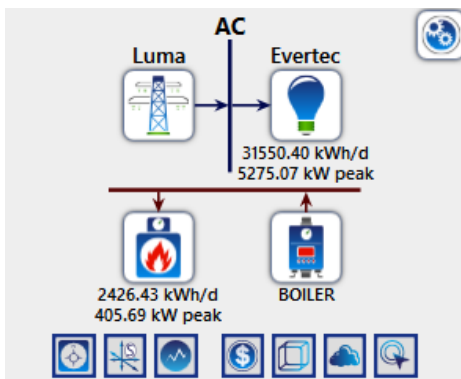 AC
Luma Evertec
31550.40 kWh/d
5275.07 kW peak
2426.43 kWh/d BOILER
405.69 kW peak